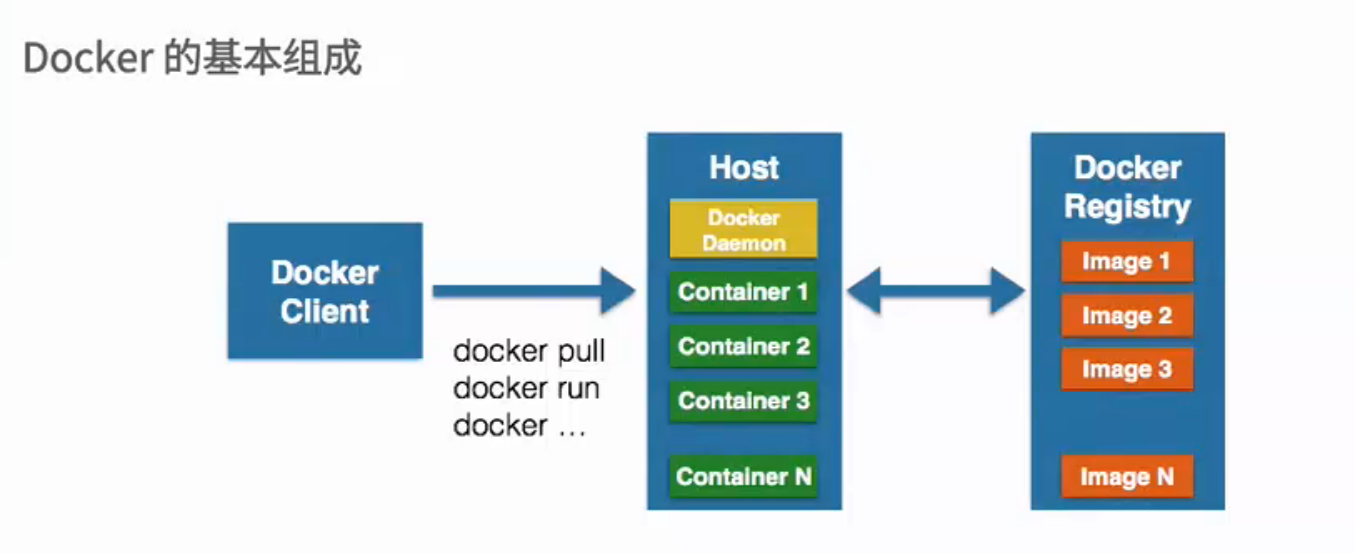 Docker 的基本组成
Docker
Client
docker pull
docker run
docker ...
Host
Docker
Daemon
Container 1
Container 2
Container 3
Container N
Docker
Registry
Image 1
Image 2
Image 3
Image N